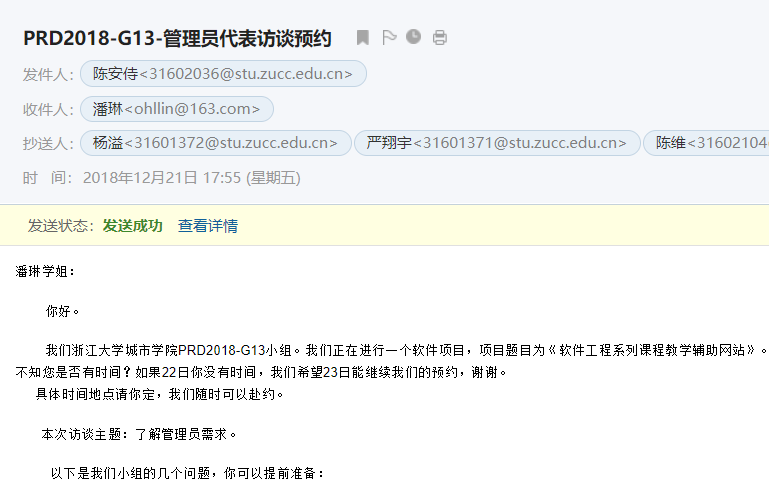 PRD2018-G13-管理员代表访谈预约
发件人：陈安侍<31602036@stu.zucc.edu.cn>
收件人：潘琳<ohllin@163.com>
抄送人：杨溢<31601372@stu.zucc.edu.cn> 严翔宇<31601371@stu.zucc.edu.cn> 陈维<31602104
时 间：2018年12月21日 17:55 (星期五)
发送状态：发送成功 查看详情
潘琳学姐：
你好。
我们浙江大学城市学院PRD2018-G13小组。我们正在进行一个软件项目，项目题目为《软件工程系列课程教学辅助网站》。
不知您是否有时间？如果22日你没有时间，我们希望23日能继续我们的预约，谢谢。
具体时间地点请你定，我们随时可以赴约。
本次访谈主题：了解管理员需求。
以下是我们小组的几个问题，你可以提前准备：